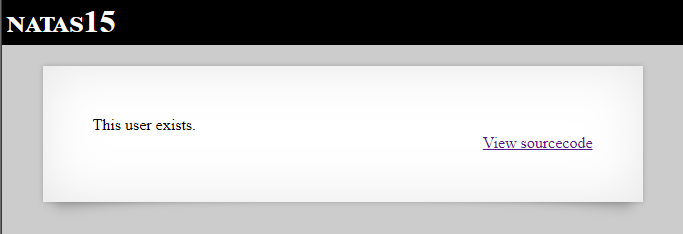 NATAS15
This user exists.
View sourcecode